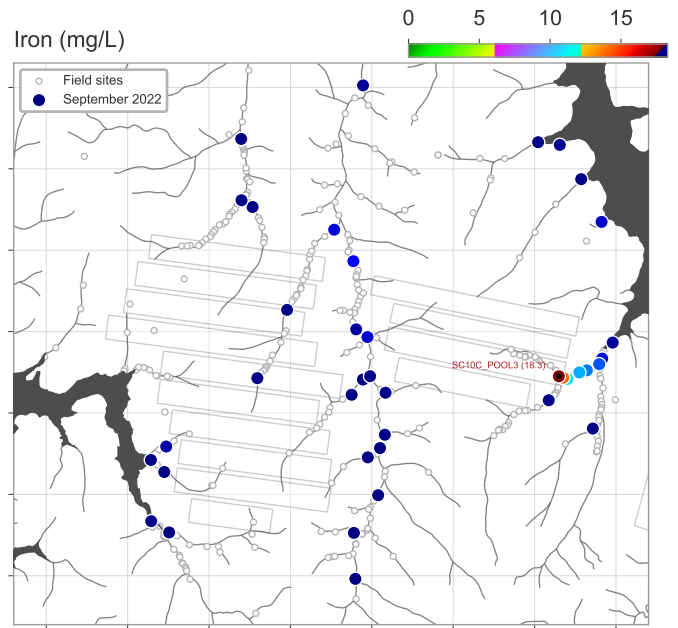 0 5 10 15
Iron (mg/L)
Field sites
September 2022
SC10C_POOL3 (18.3)